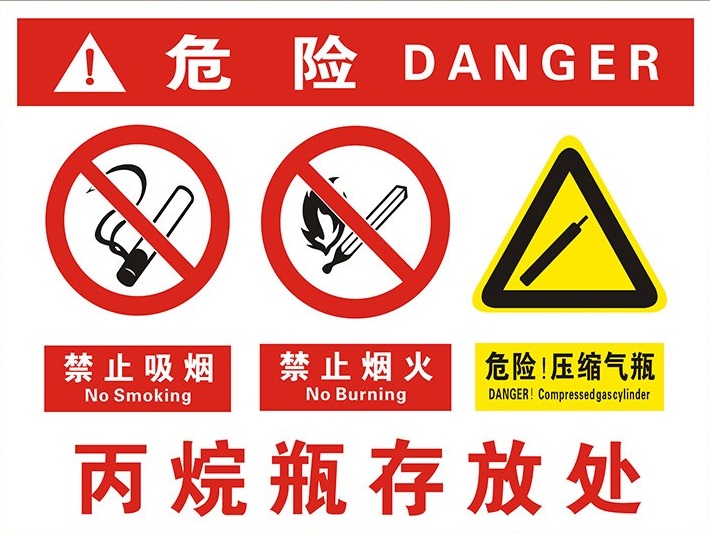 危险 DANGER
禁止吸烟
No Smoking
禁止烟火
No Burning
危险！压缩气瓶
DANGER! Compressedgascylinder
丙烷瓶存放处